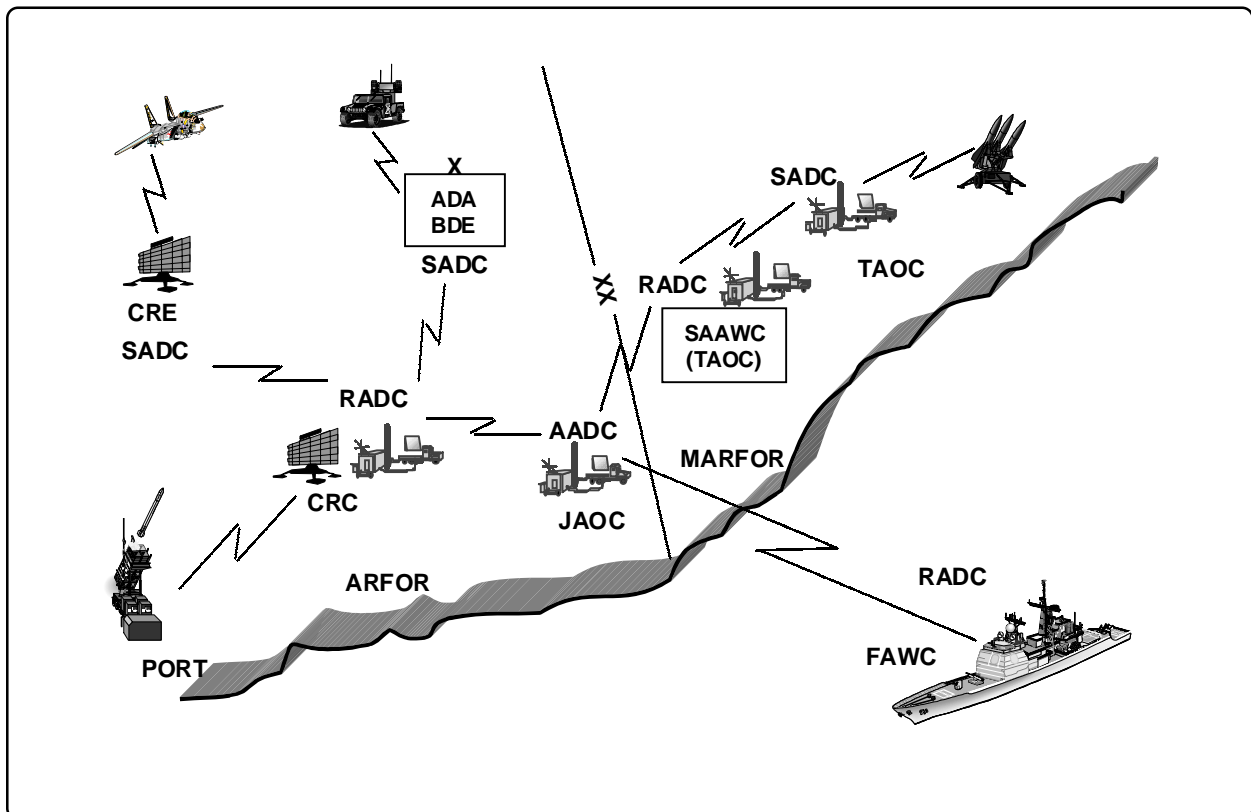 X
ADA
BDE
SADC
SADC
CRE
SADC
TAOC
RADC
XX
SAAWC
(TAOC)
RADC
AADC
MARFOR
CRC
JAOC
ARFOR
RADC
FAWC
PORT